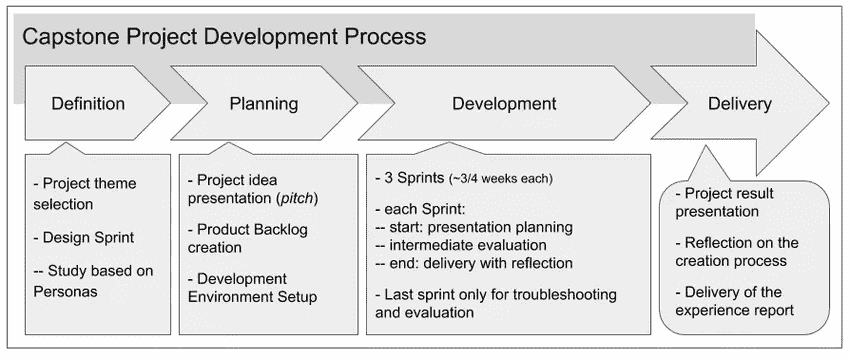 Capstone Project Development Process
Definition
Planning
Development
Delivery
- Project theme
selection
- Design Sprint
-- Study based on
Personas
- Project idea
presentation (pitch)
- Product Backlog
creation
- Development
Environment Setup
- 3 Sprints (~3/4 weeks each)
- each Sprint:
-- start: presentation planning
-- intermediate evaluation
-- end: delivery with reflection
- Last sprint only for troubleshooting
and evaluation
- Project result
presentation
- Reflection on the
creation process
- Delivery of the
experience report